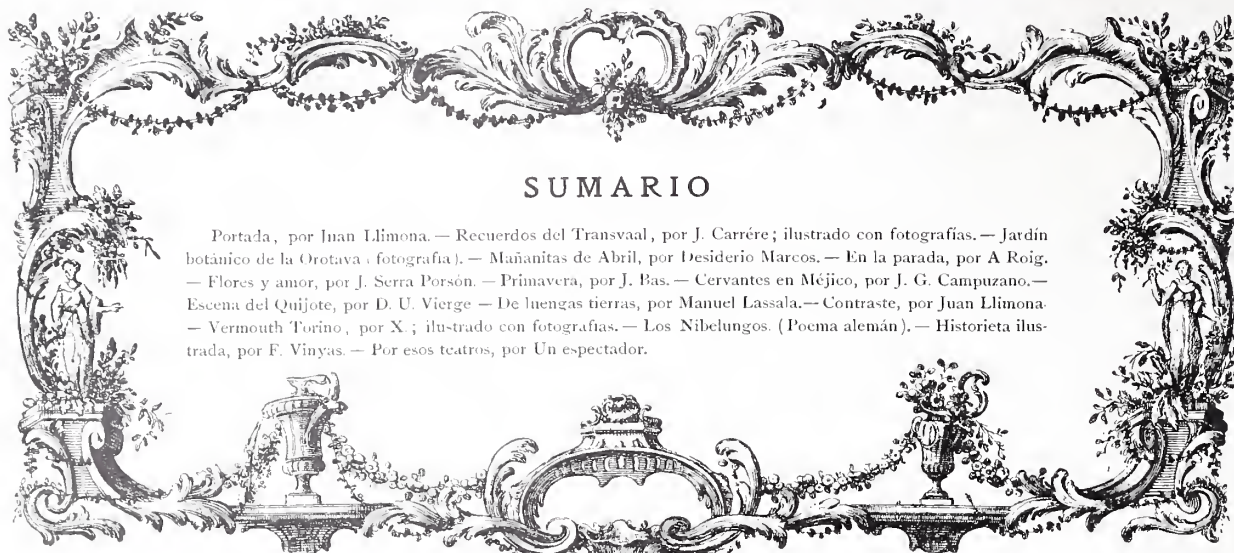 SUMARIO
Portada, por Juan Llimona. — Recuerdos del Transvaal, por J. Carrére; ilustrado con fotografías. — Jardín
botánico de la Orotava (fotografía). — Mañanitas de Abril, por Desiderio Marcos. — En la parada, por A Roig.
— Flores y amor, por J. Serra Porsón. — Primavera, por J. Bas. — Cervantes en Méjico, por J. G. Campuzano. —
Escena del Quijote, por D. U. Vierge — De luengas tierras, por Manuel Lassala. — Contraste, por Juan Llimona.
— Vermouth Torino, por X.; ilustrado con fotografias. — Los Nibelungos. (Poema alemán). — Historieta ilus-
trada, por F. Vinyas. — Por esos teatros, por Un espectador.